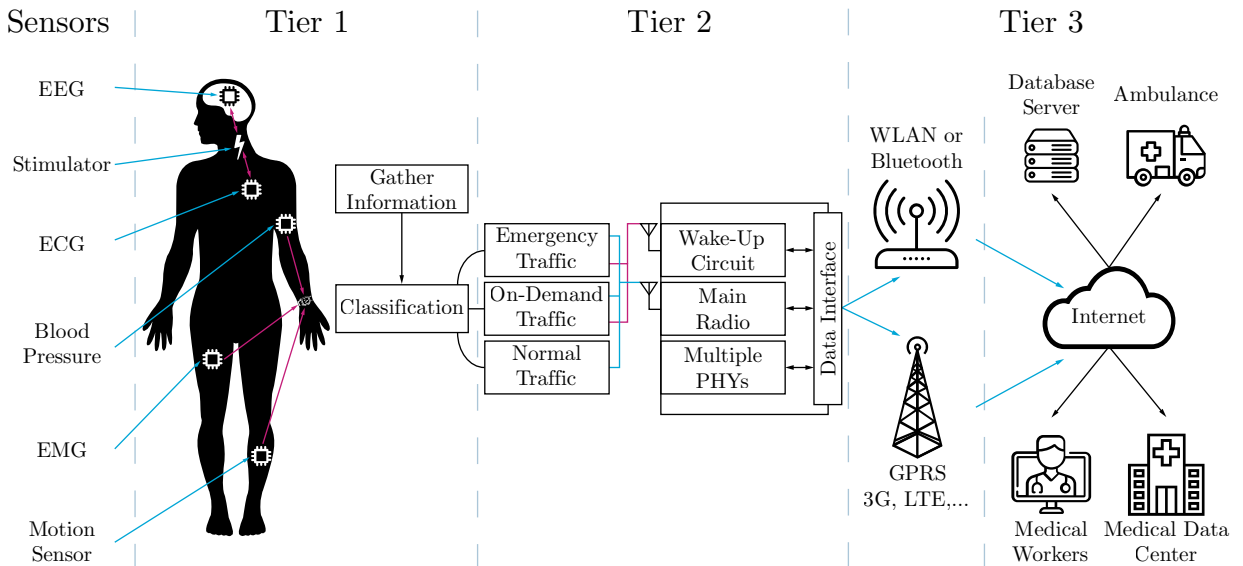 Sensors
Tier 1
Tier 2
Tier 3
EEG
Stimulator
ECG
Blood
Pressure
EMG
Motion
Sensor
Gather
Information
Classification
Emergency
Traffic
On-Demand
Traffic
Normal
Traffic
Wake-Up
Circuit
Main
Radio
Multiple
PHYs
Data Interface
WLAN or
Bluetooth
GPRS
3G, LTE,...
Database
Server
Ambulance
Internet
Medical
Workers
Medical Data
Center